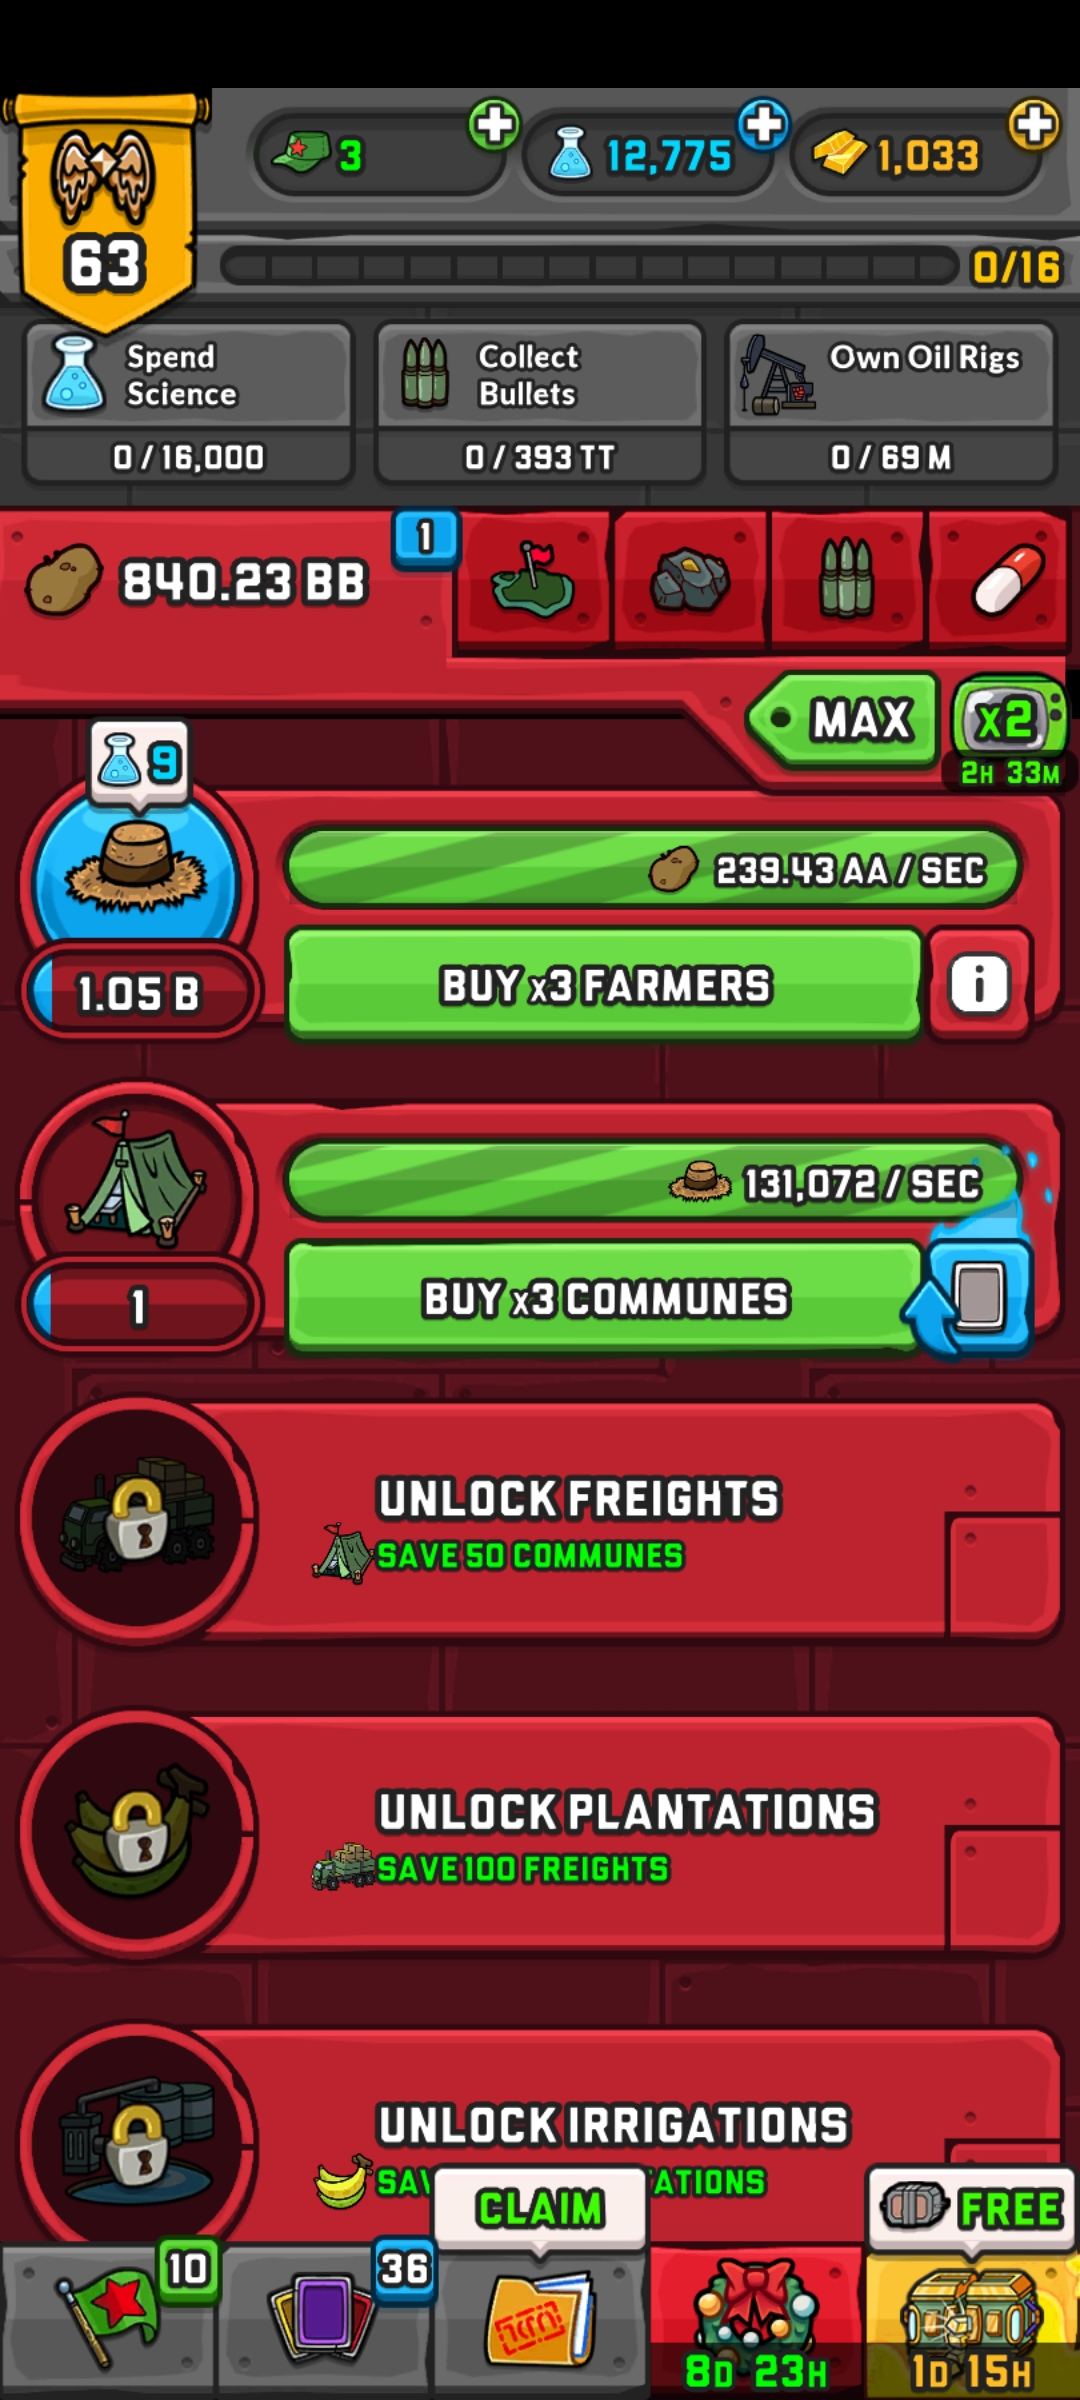 63
3
12,775
1,033
0/16
Spend
Science
0 / 16,000
Collect
Bullets
0 / 393 TT
Own Oil Rigs
0 / 69 M
840.23 BB
1
MAX
x2
2H 33M
9
239.43 AA / SEC
1.05 B
BUY x3 FARMERS
i
131,072 / SEC
1
BUY x3 COMMUNES
UNLOCK FREIGHTS
SAVE 50 COMMUNES
UNLOCK PLANTATIONS
SAVE 100 FREIGHTS
UNLOCK IRRIGATIONS
CLAIM
FREE
10
36
8D 23H
1D 15H